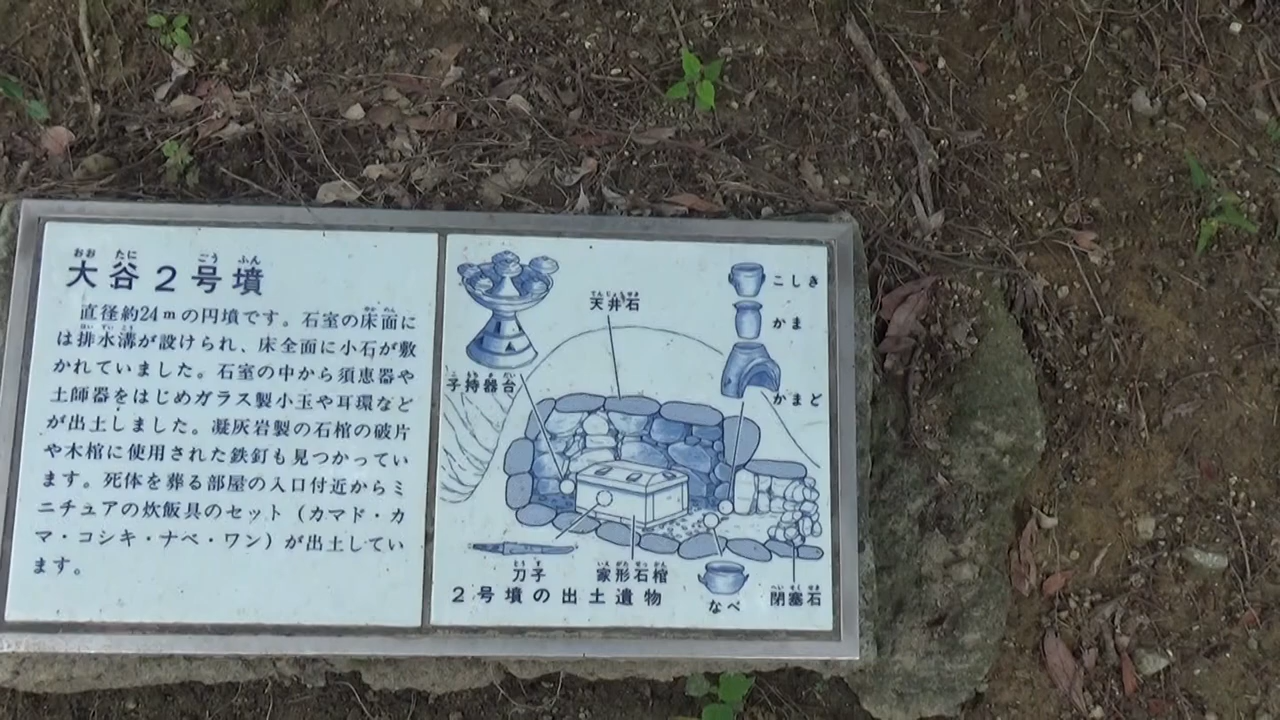 大谷2号墳
直径約24mの円墳です。石室の床面に
は排水溝が設けられ、床全面に小石が敷
かれていました。石室の中から須恵器や
土師器をはじめガラス製小玉や耳環など
が出土しました。凝灰岩製の石棺の破片
や木棺に使用された鉄釘も見つかってい
ます。死体を葬る部屋の入口付近からミ
ニチュアの炊飯具のセット(カマド・カ
マ・コシキ・ナベ・ワン)が出土してい
ます。
天井石
こしき
かま
かまど
子持器台
刀子
家形石棺
なべ
閉塞石
2号墳の出土遺物